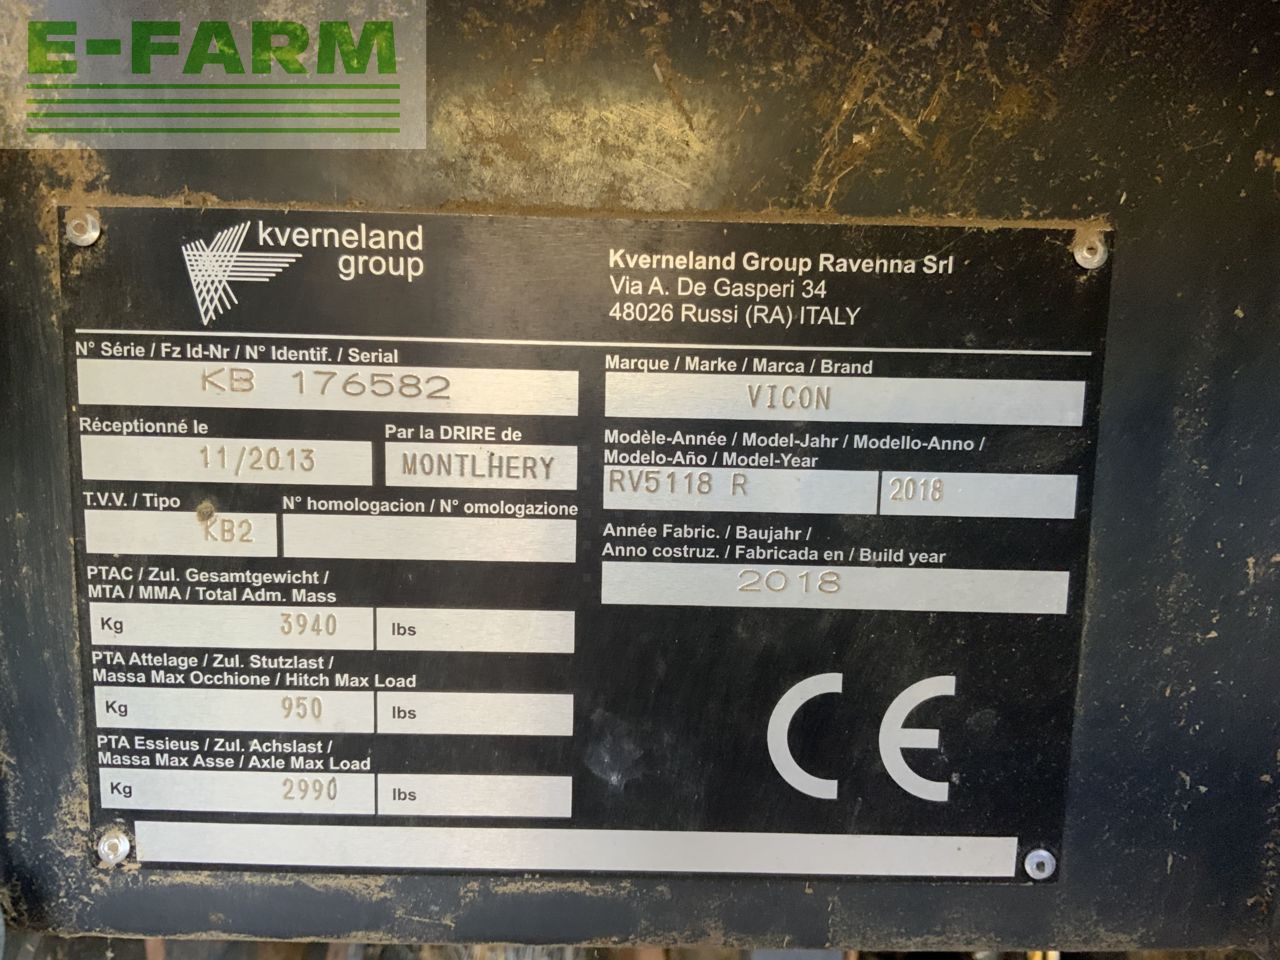 E-FARM
kverneland
group
Kverneland Group Ravenna Srl
Via A. De Gasperi 34
48026 Russi (RA) ITALY
N° Série / Fz Id-Nr / N° Identif. / Serial
KB 176582
Marque / Marke / Marca / Brand
VICON
Réceptionné le
11/2013
Par la DRIRE de
MONTLHERY
Modèle-Année / Model-Jahr / Modello-Anno /
Modelo-Año / Model-Year
RV5118 R
2018
T.V.V. / Tipo
KB2
N° homologacion / N° omologazione
Année Fabric. / Baujahr /
Anno costruz. / Fabricada en / Build year
2018
PTAC / Zul. Gesamtgewicht /
MTA / MMA / Total Adm. Mass
Kg 3940 lbs
PTA Attelage / Zul. Stutzlast /
Massa Max Occhione / Hitch Max Load
Kg 950 lbs
PTA Essieus / Zul. Achslast /
Massa Max Asse / Axle Max Load
Kg 2990 lbs
CE